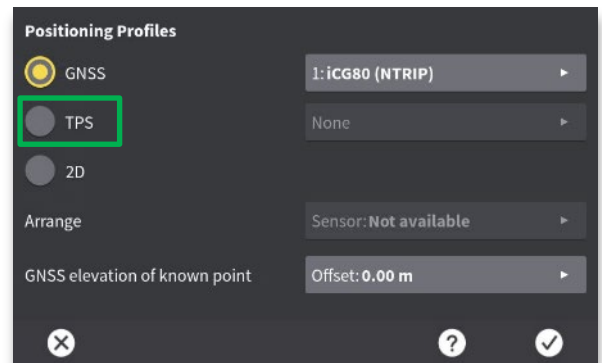 Positioning Profiles
GNSS 1: iCG80 (NTRIP)
TPS None
2D
Arrange Sensor: Not available
GNSS elevation of known point Offset: 0.00 m
?